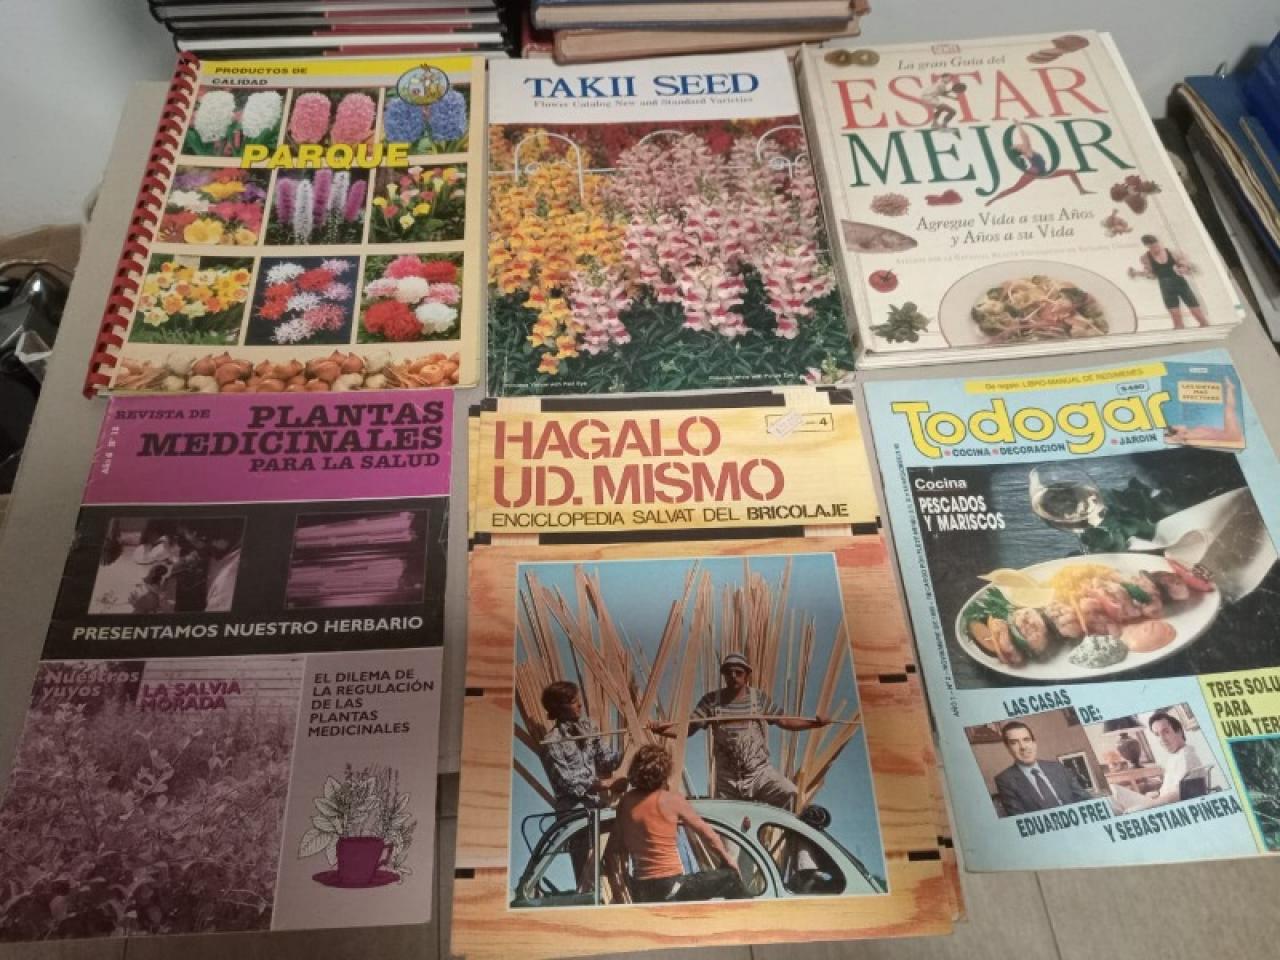 PRODUCTOS DE
CALIDAD
PARQUE
TAKII SEED
Flower Catalog New and Standard Varieties
La gran Guía del
ESTAR
MEJOR
Agregue Vida a sus Años
y Años a su Vida
REVISTA DE
PLANTAS
MEDICINALES
PARA LA SALUD
PRESENTAMOS NUESTRO HERBARIO
Nuestros
yuyos
LA SALVIA
MORADA
EL DILEMA DE
LA REGULACIÓN
DE LAS
PLANTAS
MEDICINALES
4
HAGALO
UD. MISMO
ENCICLOPEDIA SALVAT DEL BRICOLAJE
De regalo: LIBRO-MANUAL DE REGIMENES
Todogar
• COCINA • DECORACION • JARDIN
Cocina
PESCADOS
Y MARISCOS
LAS CASAS
DE:
EDUARDO FREI
Y SEBASTIAN PIÑERA
TRES SOLU
PARA
UNA TER